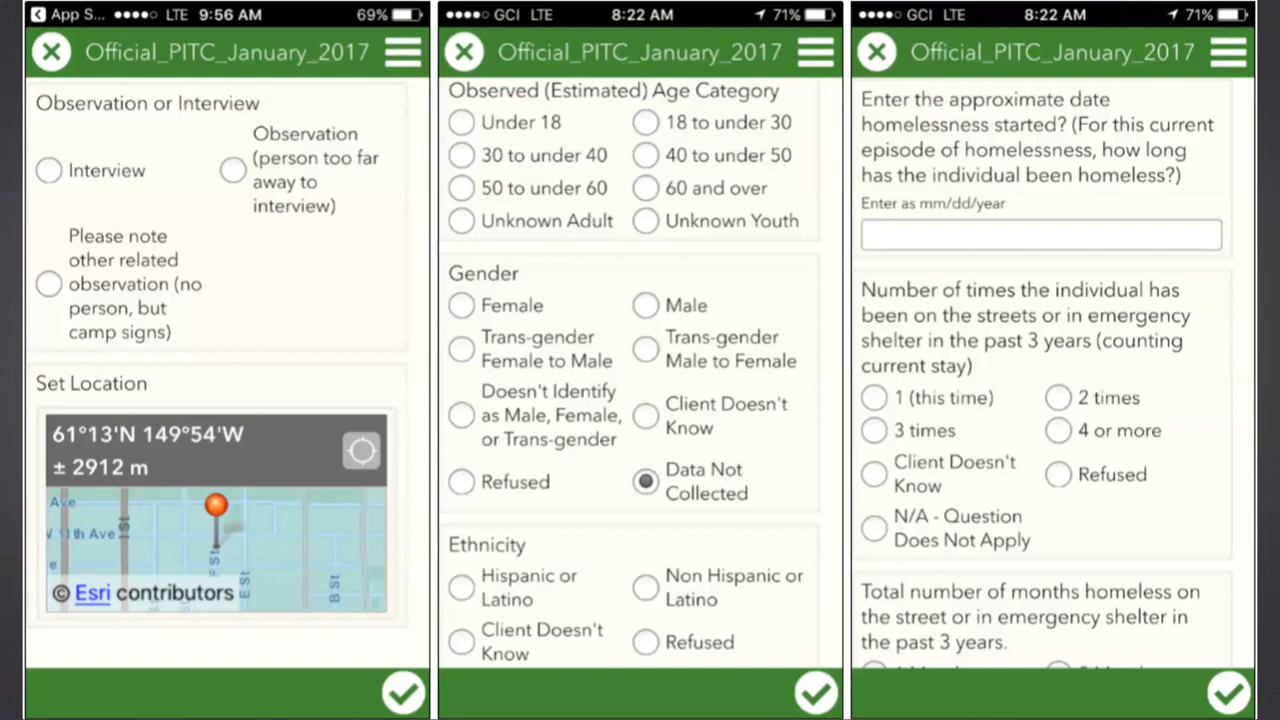 App S... LTE 9:56 AM 69%
Official_PITC_January_2017
Observation or Interview
Interview
Observation
(person too far
away to
interview)
Please note
other related
observation (no
person, but
camp signs)
Set Location
61°13'N 149°54'W
± 2912 m
Ave
W 11th Ave
I St
F St
E St
B St
© Esri contributors
GCI LTE 8:22 AM 71%
Official_PITC_January_2017
Observed (Estimated) Age Category
Under 18
18 to under 30
30 to under 40
40 to under 50
50 to under 60
60 and over
Unknown Adult
Unknown Youth
Gender
Female
Male
Trans-gender
Female to Male
Trans-gender
Male to Female
Doesn't Identify
as Male, Female,
or Trans-gender
Client Doesn't
Know
Refused
Data Not
Collected
Ethnicity
Hispanic or
Latino
Non Hispanic or
Latino
Client Doesn't
Know
Refused
GCI LTE 8:22 AM 71%
Official_PITC_January_2017
Enter the approximate date
homelessness started? (For this current
episode of homelessness, how long
has the individual been homeless?)
Enter as mm/dd/year
Number of times the individual has
been on the streets or in emergency
shelter in the past 3 years (counting
current stay)
1 (this time)
2 times
3 times
4 or more
Client Doesn't
Know
Refused
N/A - Question
Does Not Apply
Total number of months homeless on
the street or in emergency shelter in
the past 3 years.